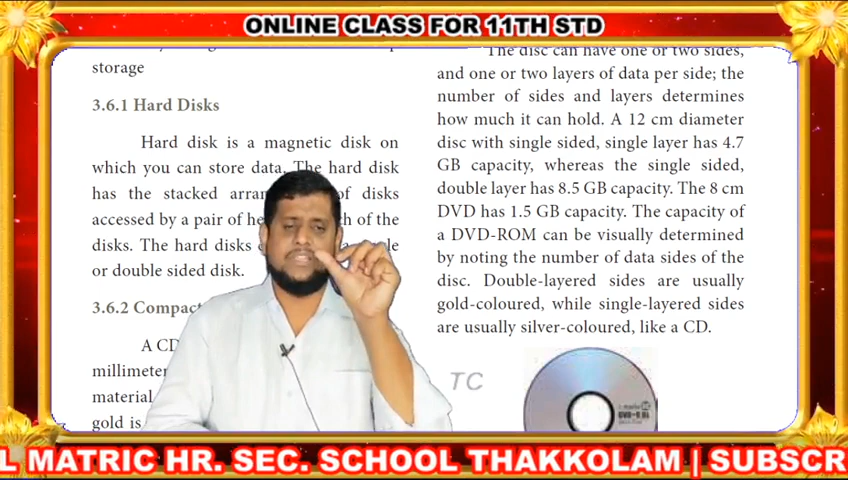 ONLINE CLASS FOR 11TH STD
storage
3.6.1 Hard Disks
Hard disk is a magnetic disk on
which you can store data. The hard disk
has the stacked of disks
accessed by a pair of of the
disks. The hard disks
or double sided disk.
3.6.2
A CD
material
gold is
The disc can have one or two sides,
and one or two layers of data per side; the
number of sides and layers determines
how much it can hold. A 12 cm diameter
disc with single sided, single layer has 4.7
GB capacity, whereas the single sided,
double layer has 8.5 GB capacity. The 8 cm
DVD has 1.5 GB capacity. The capacity of
a DVD-ROM can be visually determined
by noting the number of data sides of the
disc. Double-layered sides are usually
gold-coloured, while single-layered sides
are usually silver-coloured, like a CD.
TC
L MATRIC HR. SEC. SCHOOL THAKKOLAM | SUBSCR